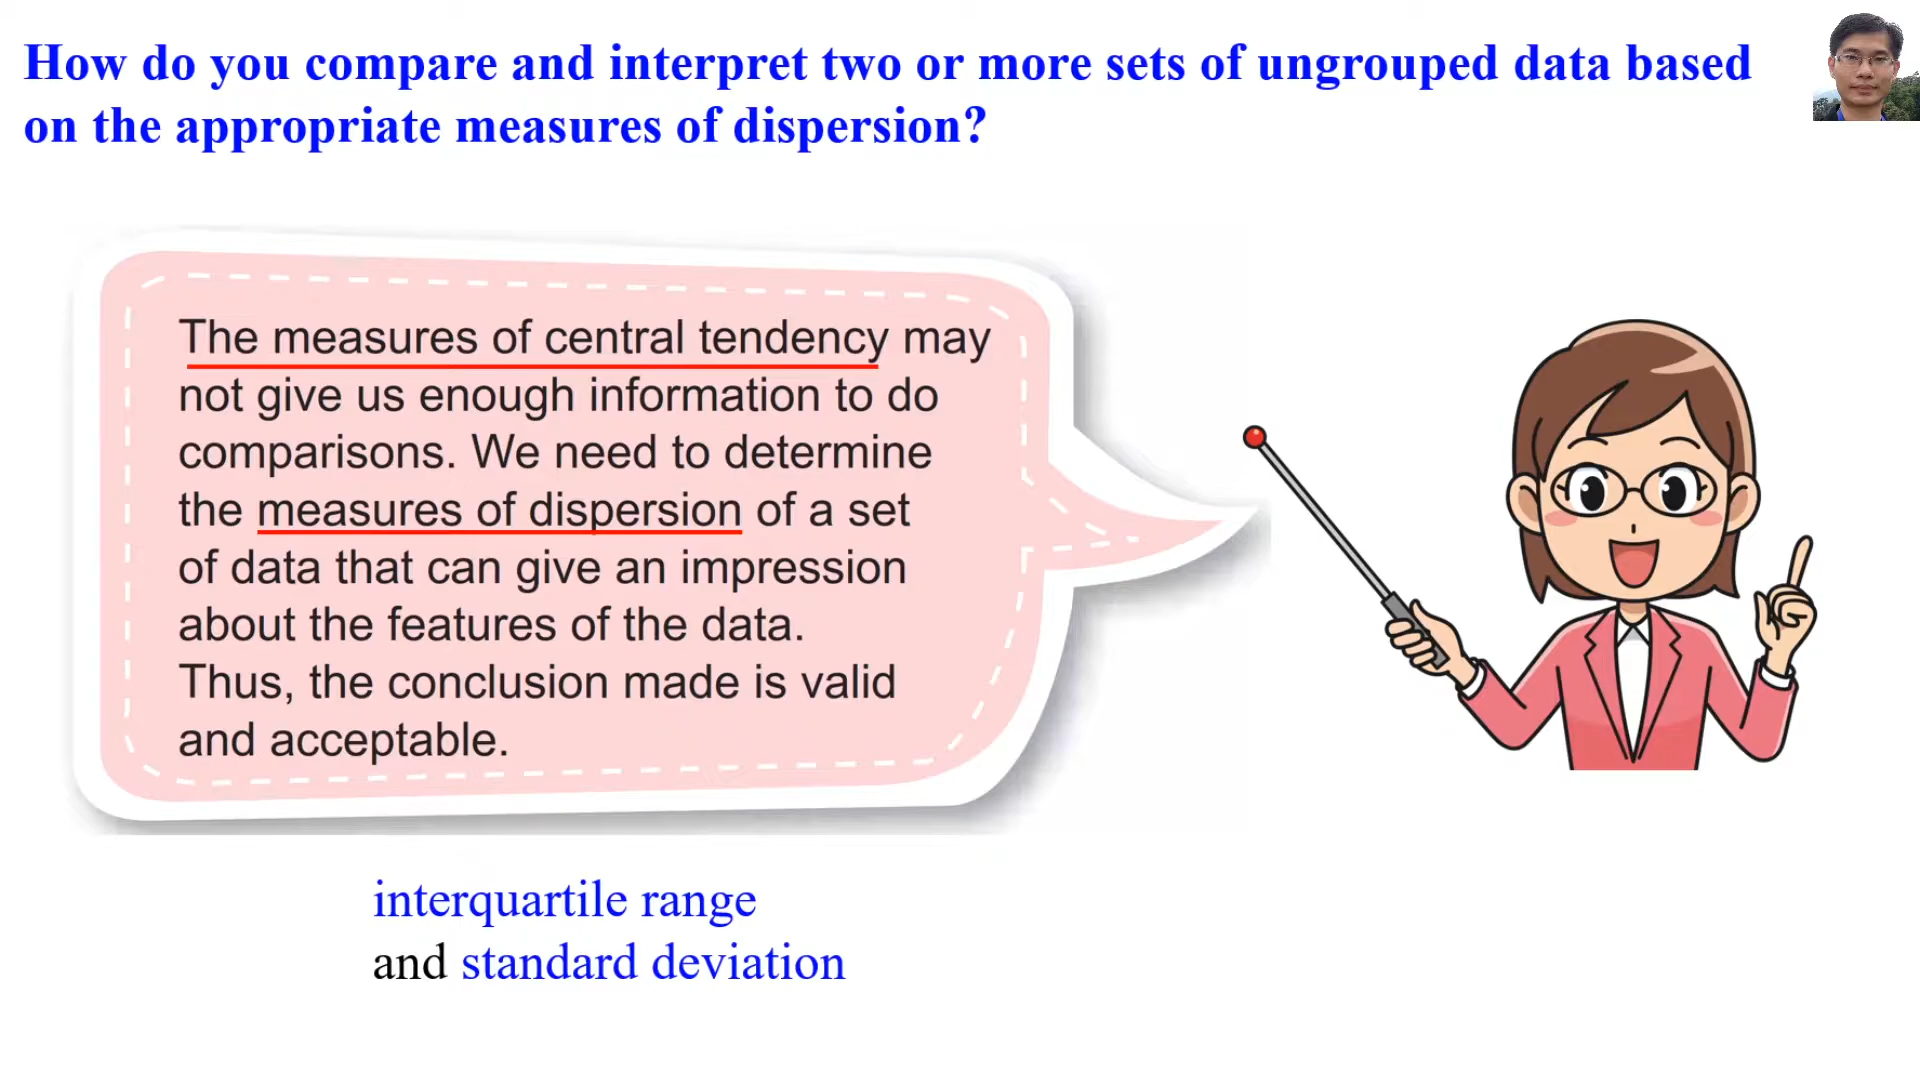 How do you compare and interpret two or more sets of ungrouped data based
on the appropriate measures of dispersion?
The measures of central tendency may
not give us enough information to do
comparisons. We need to determine
the measures of dispersion of a set
of data that can give an impression
about the features of the data.
Thus, the conclusion made is valid
and acceptable.
interquartile range
and standard deviation